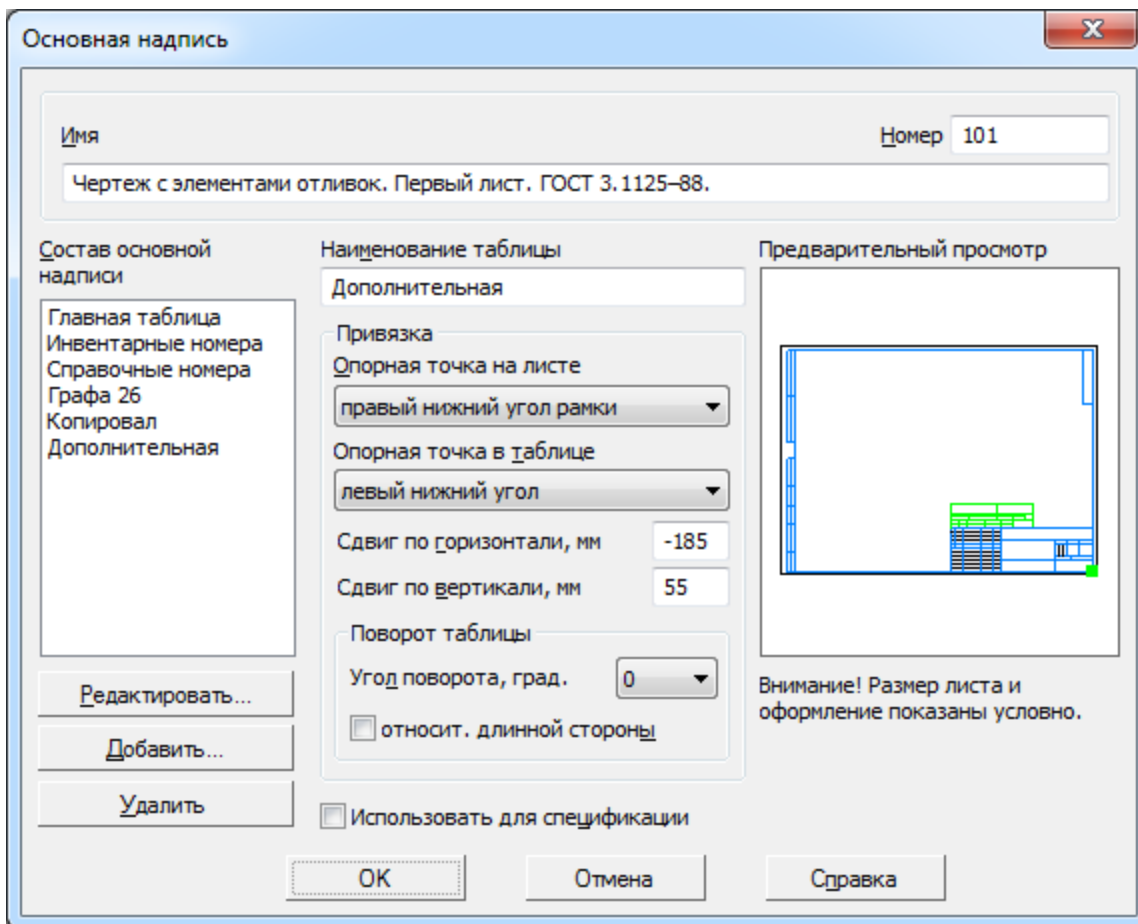 Основная надпись
Имя
Номер 101
Чертеж с элементами отливок. Первый лист. ГОСТ 3.1125–88.
Состав основной
надписи
Главная таблица
Инвентарные номера
Справочные номера
Графа 26
Копировал
Дополнительная
Редактировать...
Добавить...
Удалить
Наименование таблицы
Дополнительная
Привязка
Опорная точка на листе
правый нижний угол рамки
Опорная точка в таблице
левый нижний угол
Сдвиг по горизонтали, мм -185
Сдвиг по вертикали, мм 55
Поворот таблицы
Угол поворота, град. 0
относит. длинной стороны
Использовать для спецификации
Предварительный просмотр
Внимание! Размер листа и
оформление показаны условно.
OK
Отмена
Справка